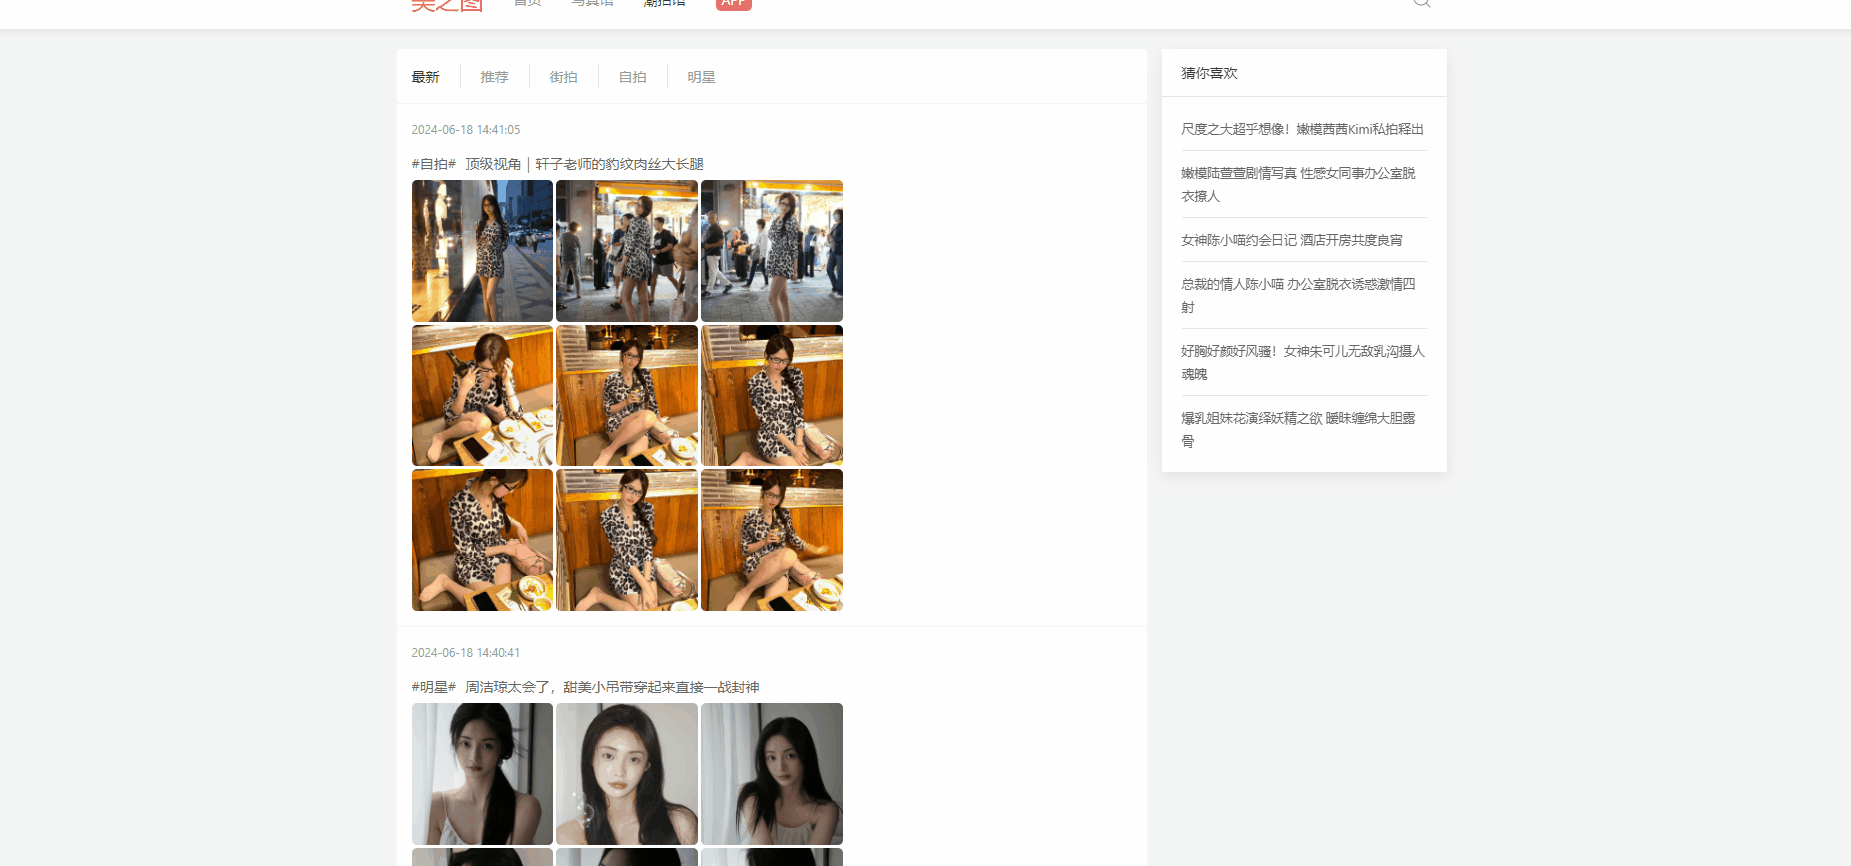 美之图 首页 写真馆 潮拍馆 APP
最新 推荐 街拍 自拍 明星
2024-06-18 14:41:05
#自拍# 顶级视角 | 轩子老师的豹纹肉丝大长腿
2024-06-18 14:40:41
#明星# 周洁琼太会了，甜美小吊带穿起来直接一战封神
猜你喜欢
尺度之大超乎想像！嫩模茜茜Kimi私拍释出
嫩模陆萱萱剧情写真 性感女同事办公室脱
衣撩人
女神陈小喵约会日记 酒店开房共度良宵
总裁的情人陈小喵 办公室脱衣诱惑激情四
射
好胸好颜好风骚！女神朱可儿无敌乳沟摄人
魂魄
爆乳姐妹花演绎妖精之欲 暧昧缠绵大胆露
骨